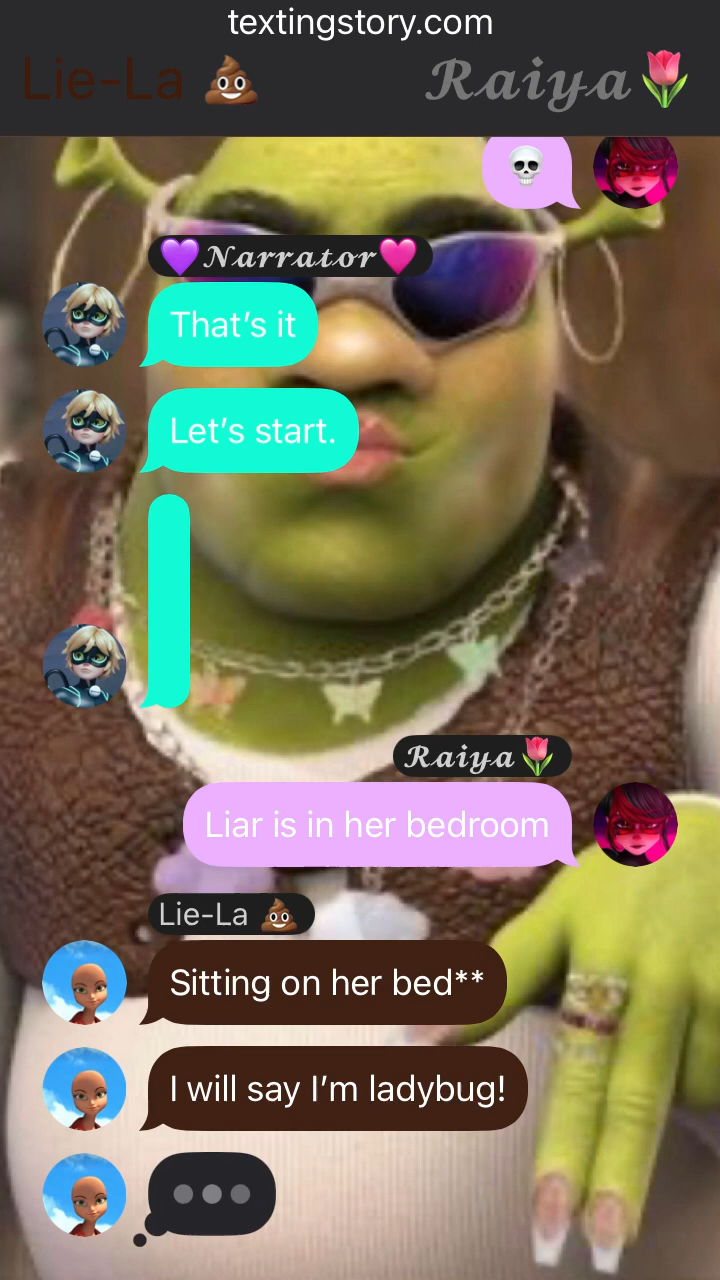 textingstory.com
Lie-La 💩 Raiya🌷
💀
💜Narrator💗
That’s it
Let’s start.
Raiya🌷
Liar is in her bedroom
Lie-La 💩
Sitting on her bed**
I will say I’m ladybug!